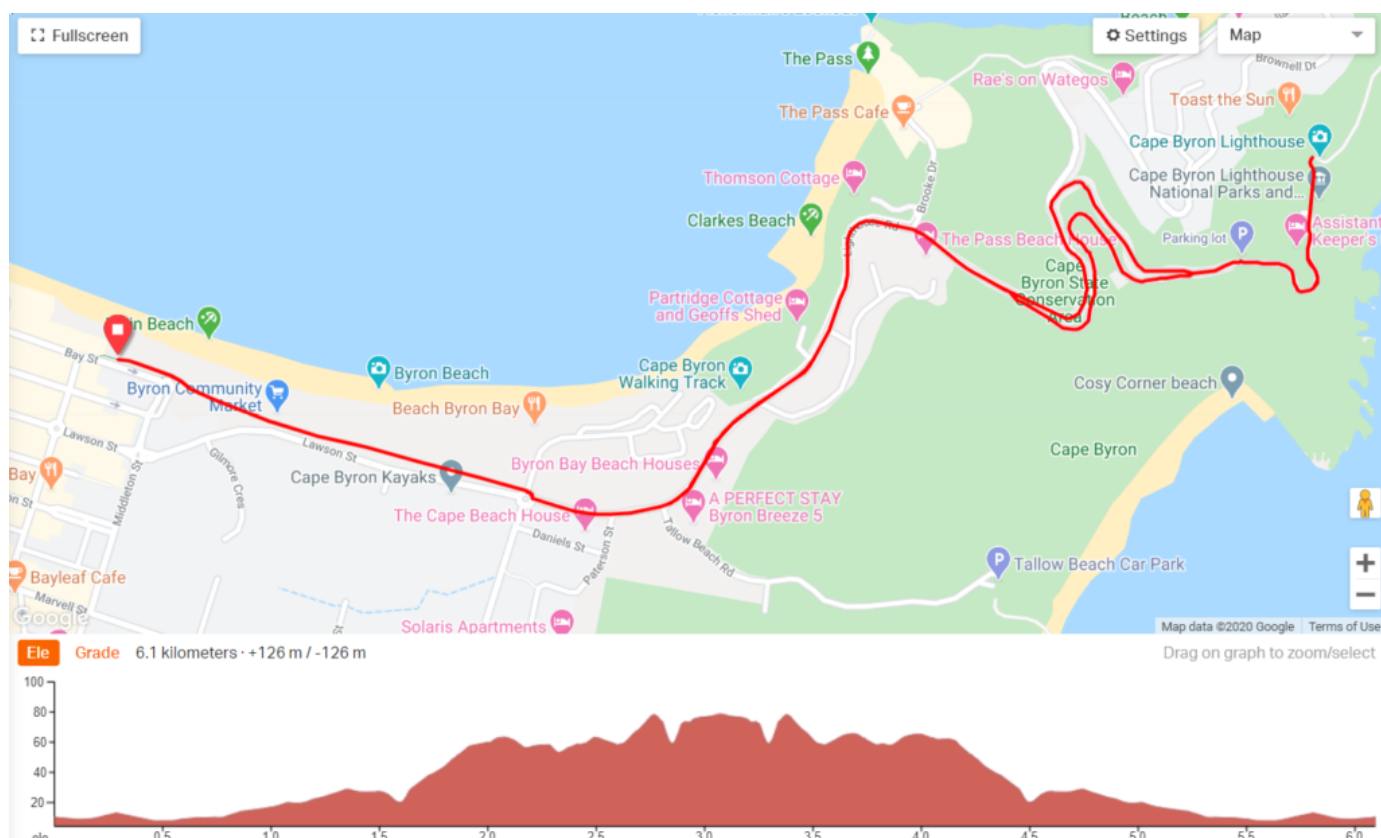 Fullscreen
Settings
Map
The Pass
The Pass Cafe
Rae's on Wategos
Brownell Dr
Toast the Sun
Cape Byron Lighthouse
Cape Byron Lighthouse
National Parks and...
Thomson Cottage
Brooke Dr
Clarkes Beach
The Pass Beach House
Parking lot
Assistant
Keeper's
Cape
Byron State
Conservation
Area
Partridge Cottage
and Geoffs Shed
Beach
Bay St
Byron Beach
Cape Byron
Walking Track
Cosy Corner beach
Byron Community
Market
Beach Byron Bay
Lawson St
Lawson St
Gilmore Cres
Middleton St
Bay
on St
Cape Byron Kayaks
Byron Bay Beach Houses
Cape Byron
The Cape Beach House
A PERFECT STAY
Byron Breeze 5
Daniels St
Paterson St
Tallow Beach Rd
Tallow Beach Car Park
Bayleaf Cafe
Marvell St
Google
Solaris Apartments
Map data ©2020 Google
Terms of Use
Ele
Grade
6.1 kilometers · +126 m / -126 m
Drag on graph to zoom/select
100
80
60
40
20
ele
0.5
1.0
1.5
2.0
2.5
3.0
3.5
4.0
4.5
5.0
5.5
6.0